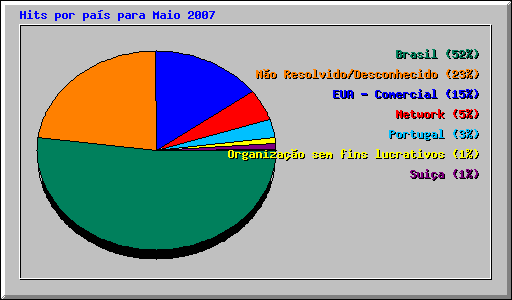 Hits por país para Maio 2007
Brasil (52%)
Não Resolvido/Desconhecido (23%)
EUA - Comercial (15%)
Network (5%)
Portugal (3%)
Organização sem fins lucrativos (1%)
Suiça (1%)